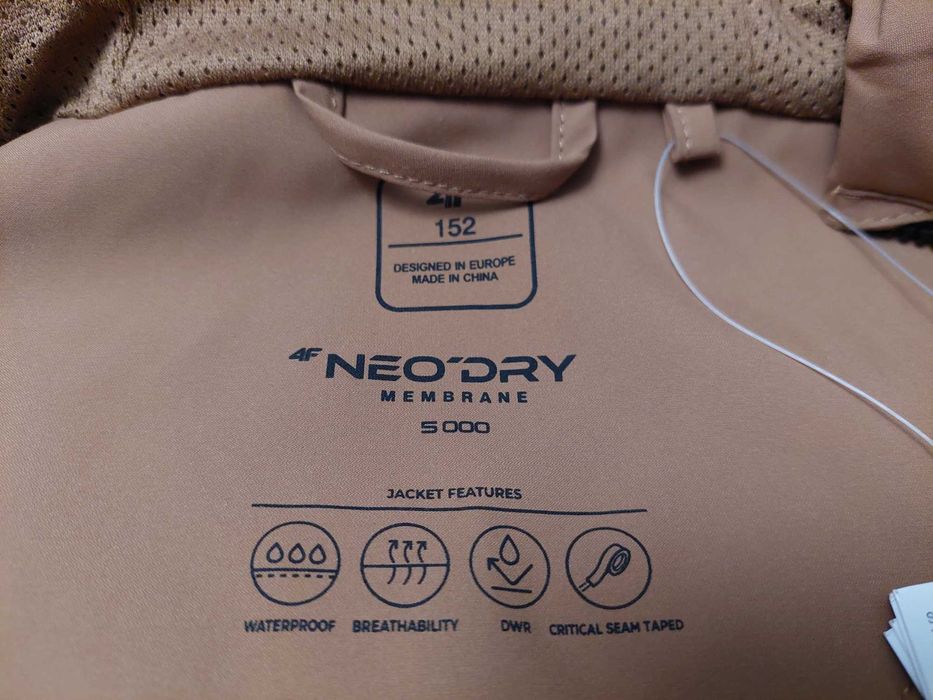 152
DESIGNED IN EUROPE
MADE IN CHINA
4F NEO'DRY
MEMBRANE
5 000
JACKET FEATURES
WATERPROOF BREATHABILITY DWR CRITICAL SEAM TAPED